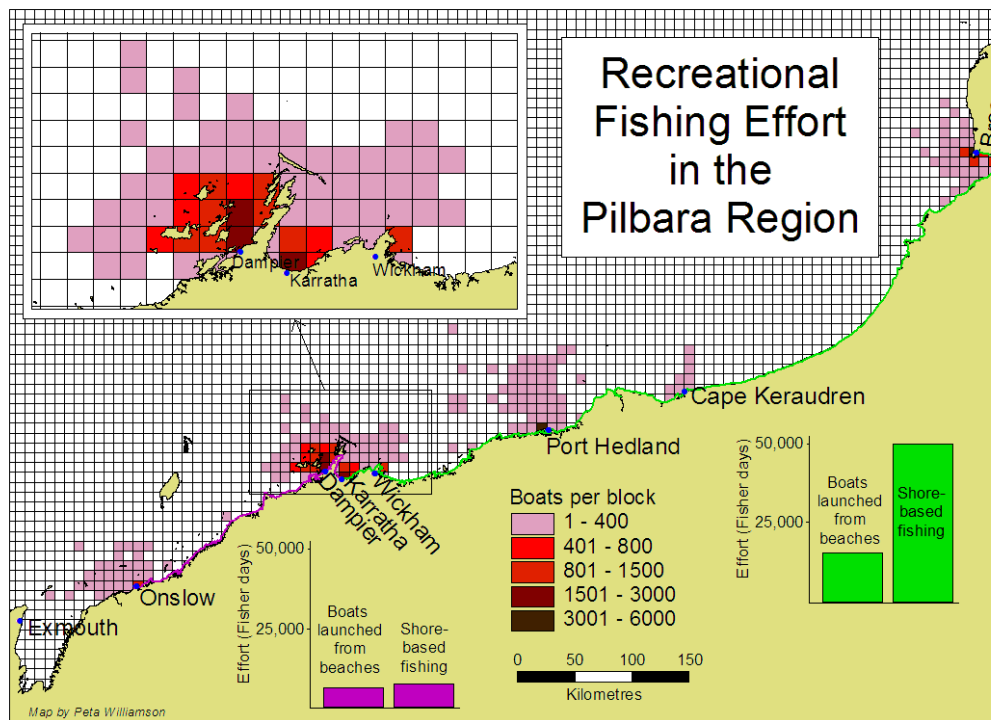 Recreational
Fishing Effort
in the
Pilbara Region
Dampier
Karratha
Wickham
Cape Keraudren
Port Hedland
Wickham
Karratha
Dampier
Onslow
Exmouth
Boats per block
1 - 400
401 - 800
801 - 1500
1501 - 3000
3001 - 6000
0 50 100 150
Kilometres
Effort (Fisher days)
50,000
25,000
Boats
launched
from
beaches
Shore-
based
fishing
Effort (Fisher days)
50,000
25,000
Boats
launched
from
beaches
Shore-
based
fishing
Map by Peta Williamson